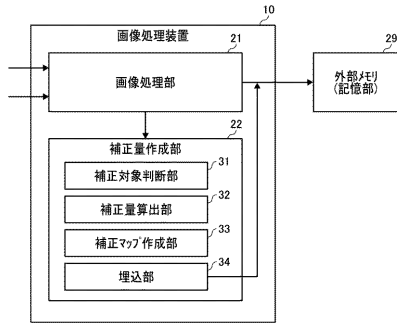 10
画像処理装置
21
画像処理部
29
外部メモリ
(記憶部)
22
補正量作成部
31
補正対象判断部
32
補正量算出部
33
補正マップ作成部
34
埋込部